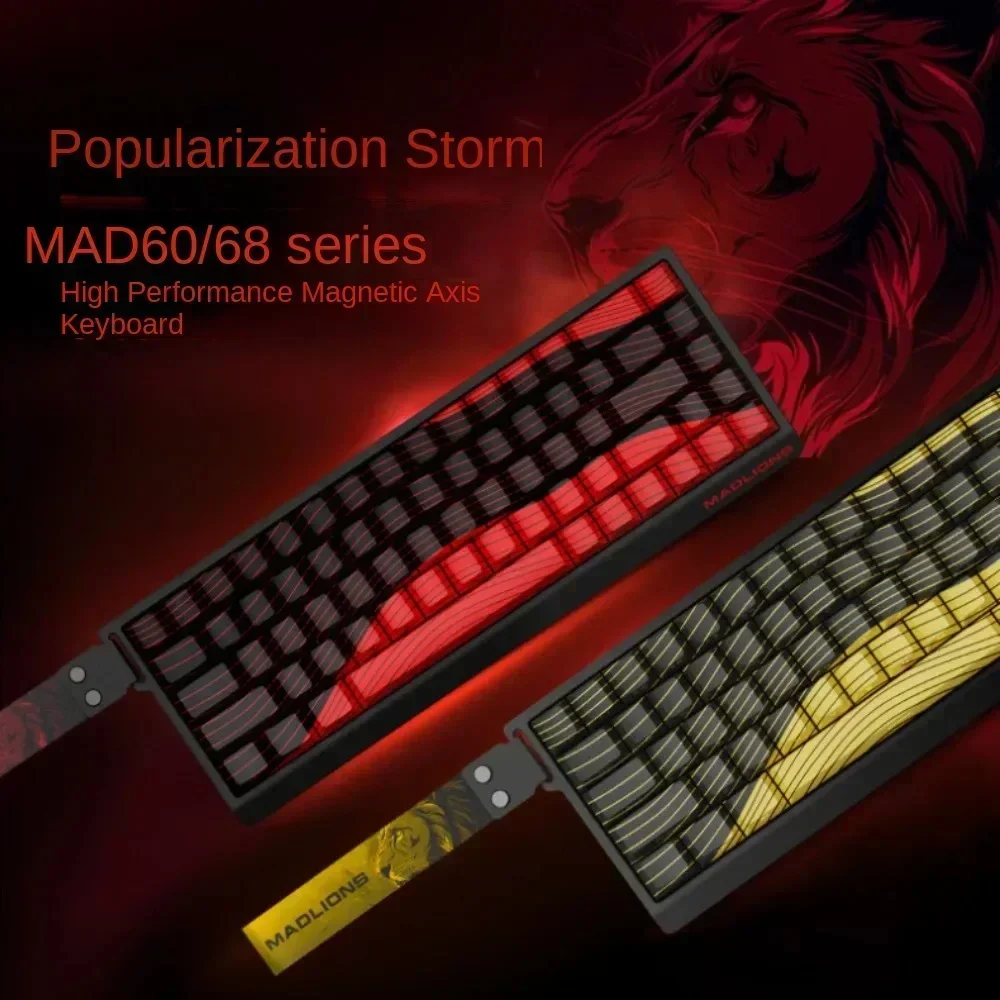 Popularization Storm
MAD60/68 series
High Performance Magnetic Axis
Keyboard
MADLIONS
MADLIONS